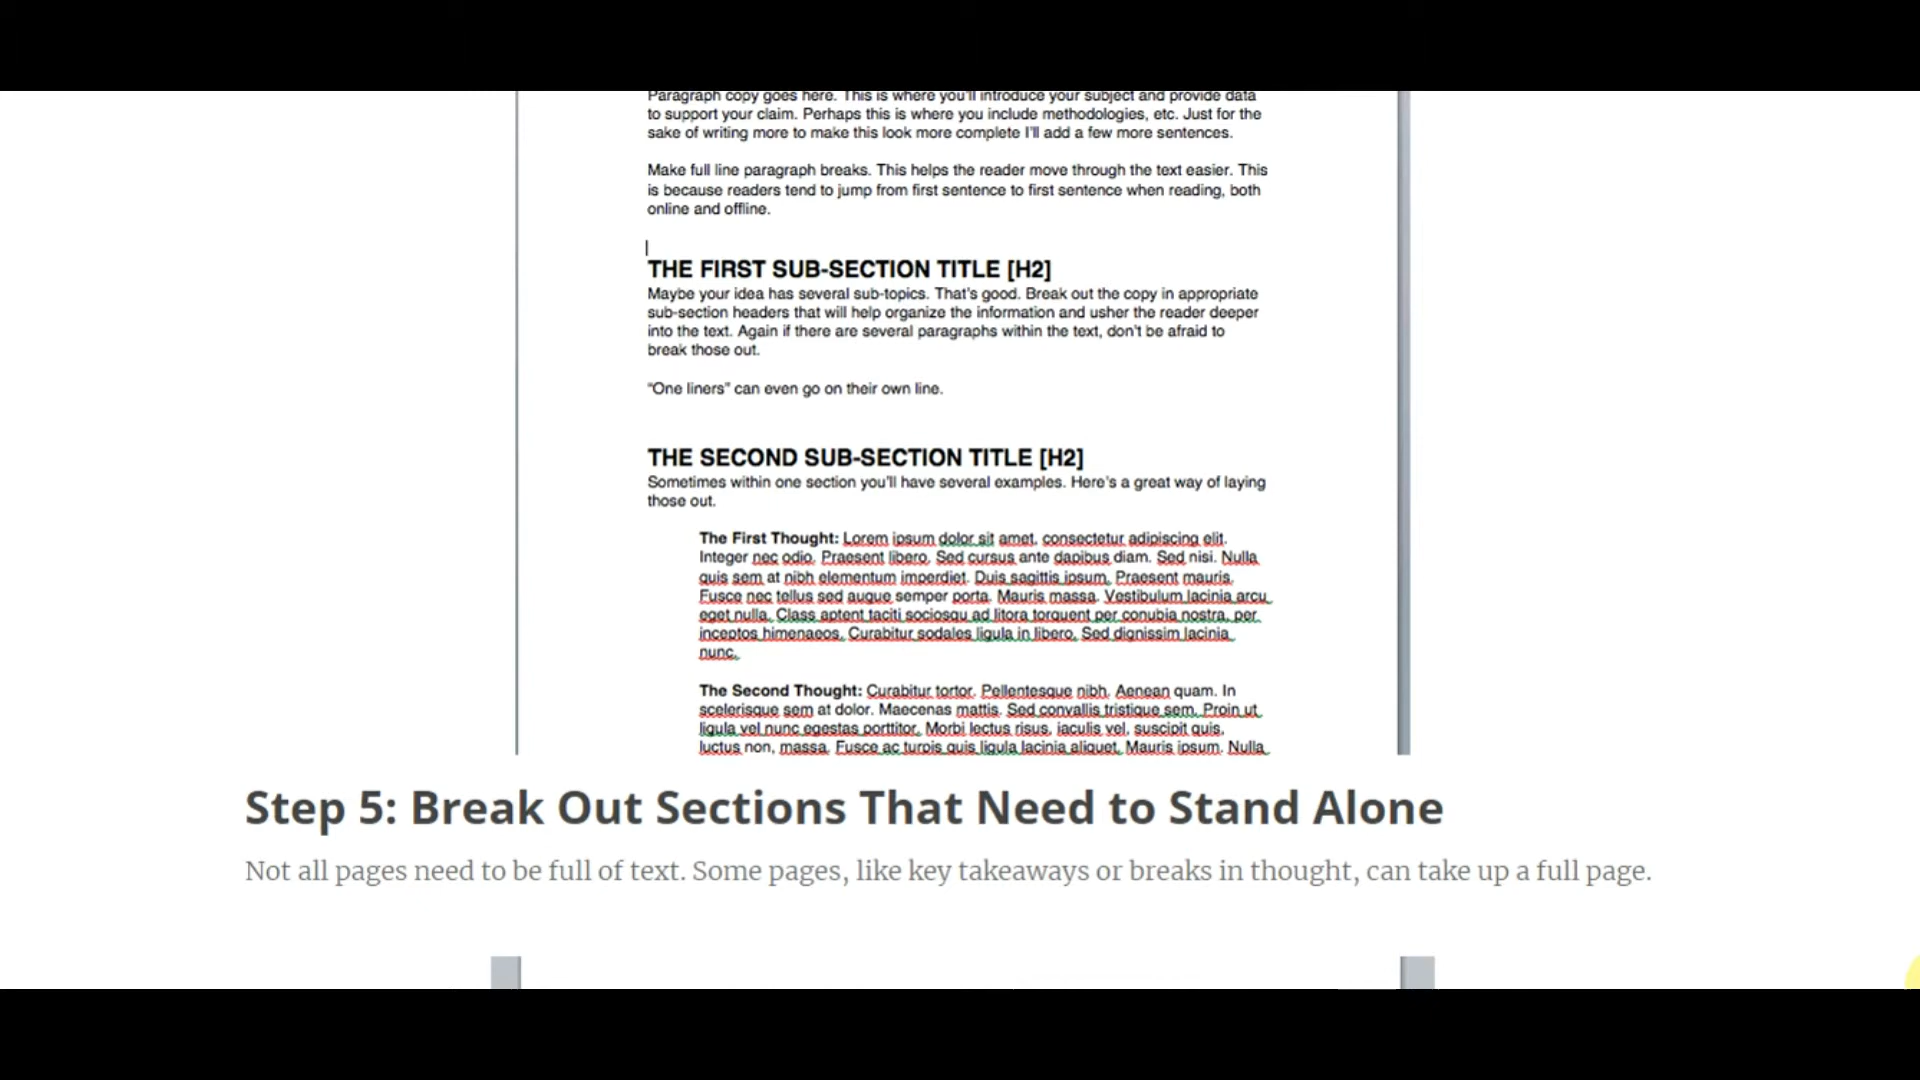 Paragraph copy goes here. This is where you'll introduce your subject and provide data
to support your claim. Perhaps this is where you include methodologies, etc. Just for the
sake of writing more to make this look more complete I'll add a few more sentences.
Make full line paragraph breaks. This helps the reader move through the text easier. This
is because readers tend to jump from first sentence to first sentence when reading, both
online and offline.
THE FIRST SUB-SECTION TITLE [H2]
Maybe your idea has several sub-topics. That's good. Break out the copy in appropriate
sub-section headers that will help organize the information and usher the reader deeper
into the text. Again if there are several paragraphs within the text, don't be afraid to
break those out.
“One liners” can even go on their own line.
THE SECOND SUB-SECTION TITLE [H2]
Sometimes within one section you'll have several examples. Here's a great way of laying
those out.
The First Thought: Lorem ipsum dolor sit amet, consectetur adipiscing elit.
Integer nec odio. Praesent libero. Sed cursus ante dapibus diam. Sed nisi. Nulla
quis sem at nibh elementum imperdiet. Duis sagittis ipsum. Praesent mauris.
Fusce nec tellus sed augue semper porta. Mauris massa. Vestibulum lacinia arcu
eget nulla. Class aptent taciti sociosqu ad litora torquent per conubia nostra, per
inceptos himenaeos. Curabitur sodales ligula in libero. Sed dignissim lacinia
nunc.
The Second Thought: Curabitur tortor. Pellentesque nibh. Aenean quam. In
scelerisque sem at dolor. Maecenas mattis. Sed convallis tristique sem. Proin ut
ligula vel nunc egestas porttitor. Morbi lectus risus, iaculis vel, suscipit quis,
luctus non, massa. Fusce ac turpis quis ligula lacinia aliquet. Mauris ipsum. Nulla
Step 5: Break Out Sections That Need to Stand Alone
Not all pages need to be full of text. Some pages, like key takeaways or breaks in thought, can take up a full page.